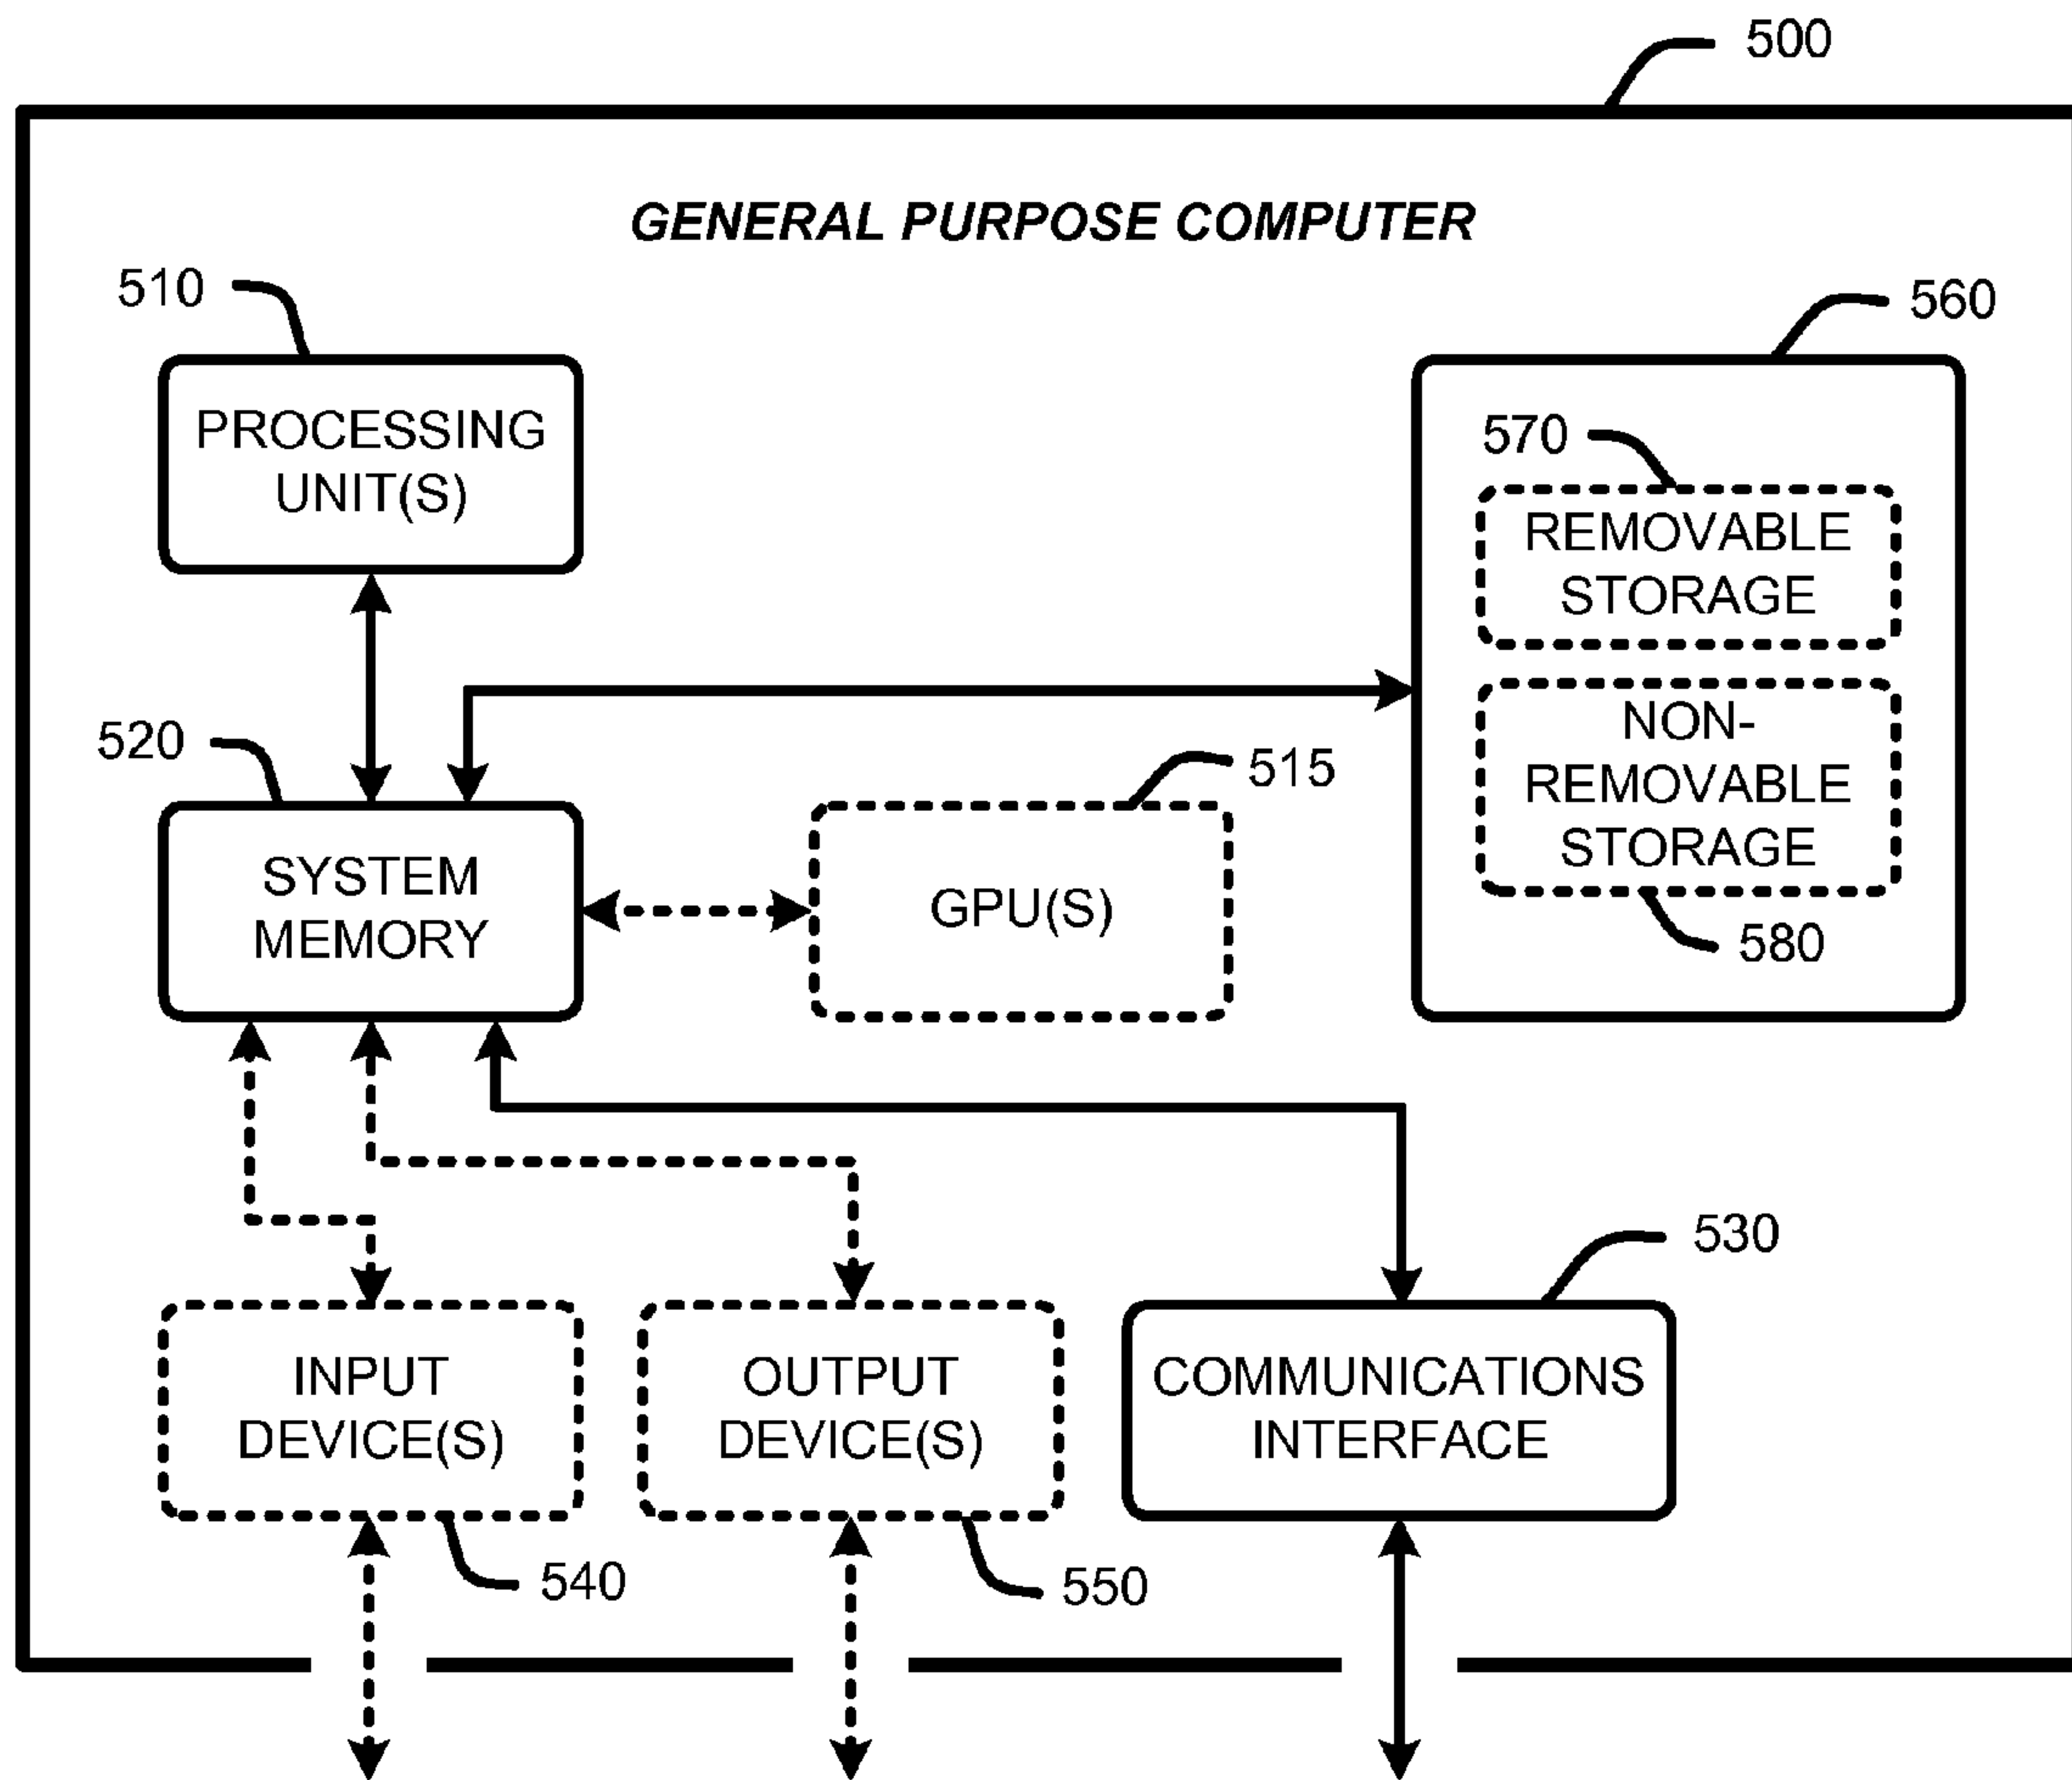 500
GENERAL PURPOSE COMPUTER
510
560
PROCESSING
UNIT(S)
570
REMOVABLE
STORAGE
520
515
NON-
REMOVABLE
STORAGE
SYSTEM
MEMORY
GPU(S)
580
530
INPUT
DEVICE(S)
OUTPUT
DEVICE(S)
COMMUNICATIONS
INTERFACE
540
550